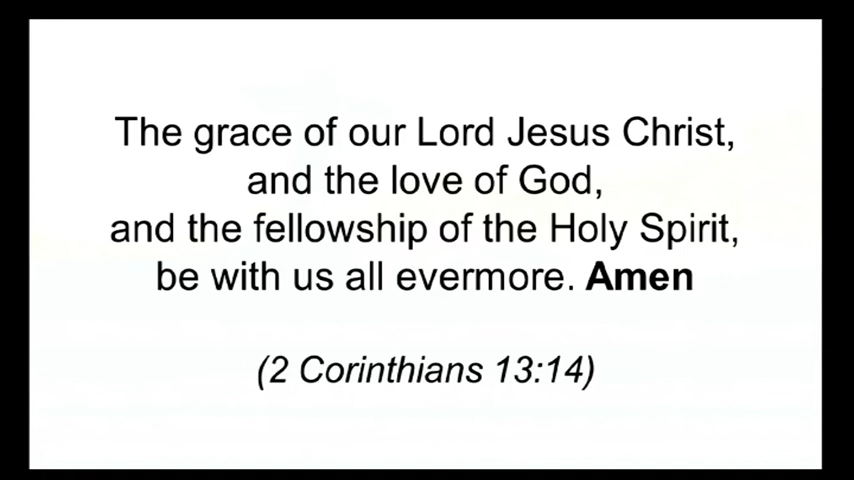 The grace of our Lord Jesus Christ,
and the love of God,
and the fellowship of the Holy Spirit,
be with us all evermore. Amen
(2 Corinthians 13:14)